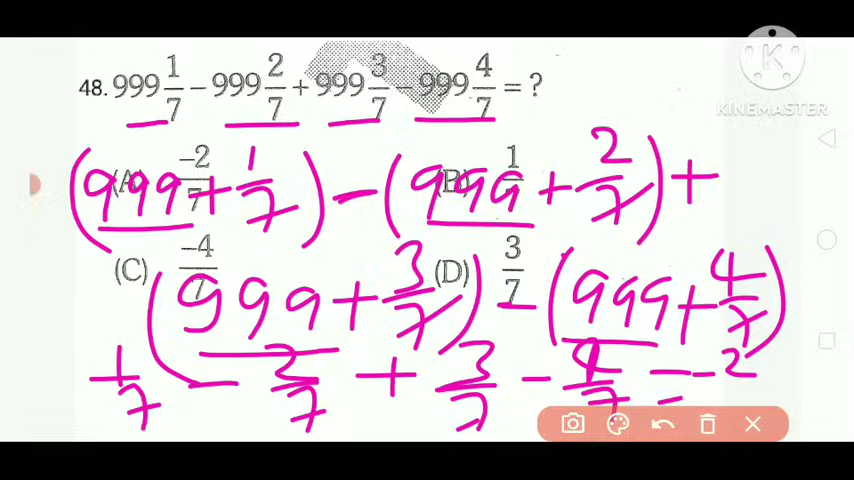 48. 999 1/7 − 999 2/7 + 999 3/7 − 999 4/7 = ?
K
KINEMASTER
(A) −2/7 (B) 1
(999 + 1/7) − (999 + 2/7) +
(C) −4/7 (D) 3/7
(999 + 3/7) − (999 + 4/7)
1/7 − 2/7 + 3/7 − 4/7 = −2